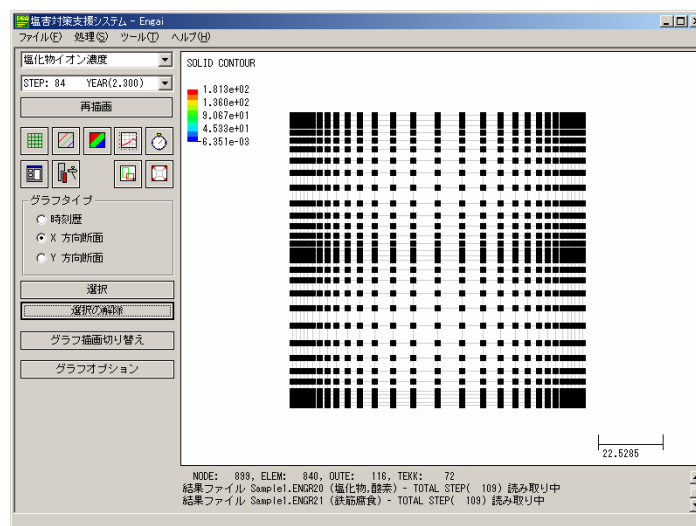 塩害対策支援システム - Engai
ファイル(F) 処理(S) ツール(T) ヘルプ(H)
塩化物イオン濃度
STEP: 84 YEAR(2.300)
再描画
グラフタイプ
時刻歴
X 方向断面
Y 方向断面
選択
選択の解除
グラフ描画切り替え
グラフオプション
SOLID CONTOUR
1.813e+02
1.360e+02
9.067e+01
4.533e+01
-6.351e-03
22.5285
NODE: 899, ELEM: 840, OUTE: 116, TEKK: 72
結果ファイル Sample1.ENGR20 (塩化物,酸素) - TOTAL STEP( 109) 読み取り中
結果ファイル Sample1.ENGR21 (鉄筋腐食) - TOTAL STEP( 109) 読み取り中